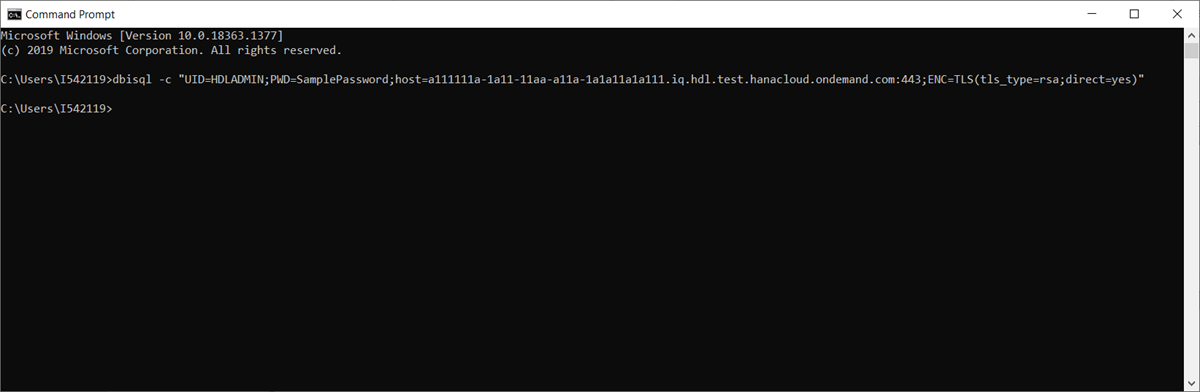 Command Prompt
Microsoft Windows [Version 10.0.18363.1377]
(c) 2019 Microsoft Corporation. All rights reserved.
C:\Users\I542119>dbisql -c "UID=HDLADMIN;PWD=SamplePassword;host=a111111a-1a11-11aa-a11a-1a1a11a1a111.iq.hdl.test.hanacloud.ondemand.com:443;ENC=TLS(tls_type=rsa;direct=yes)"
C:\Users\I542119>